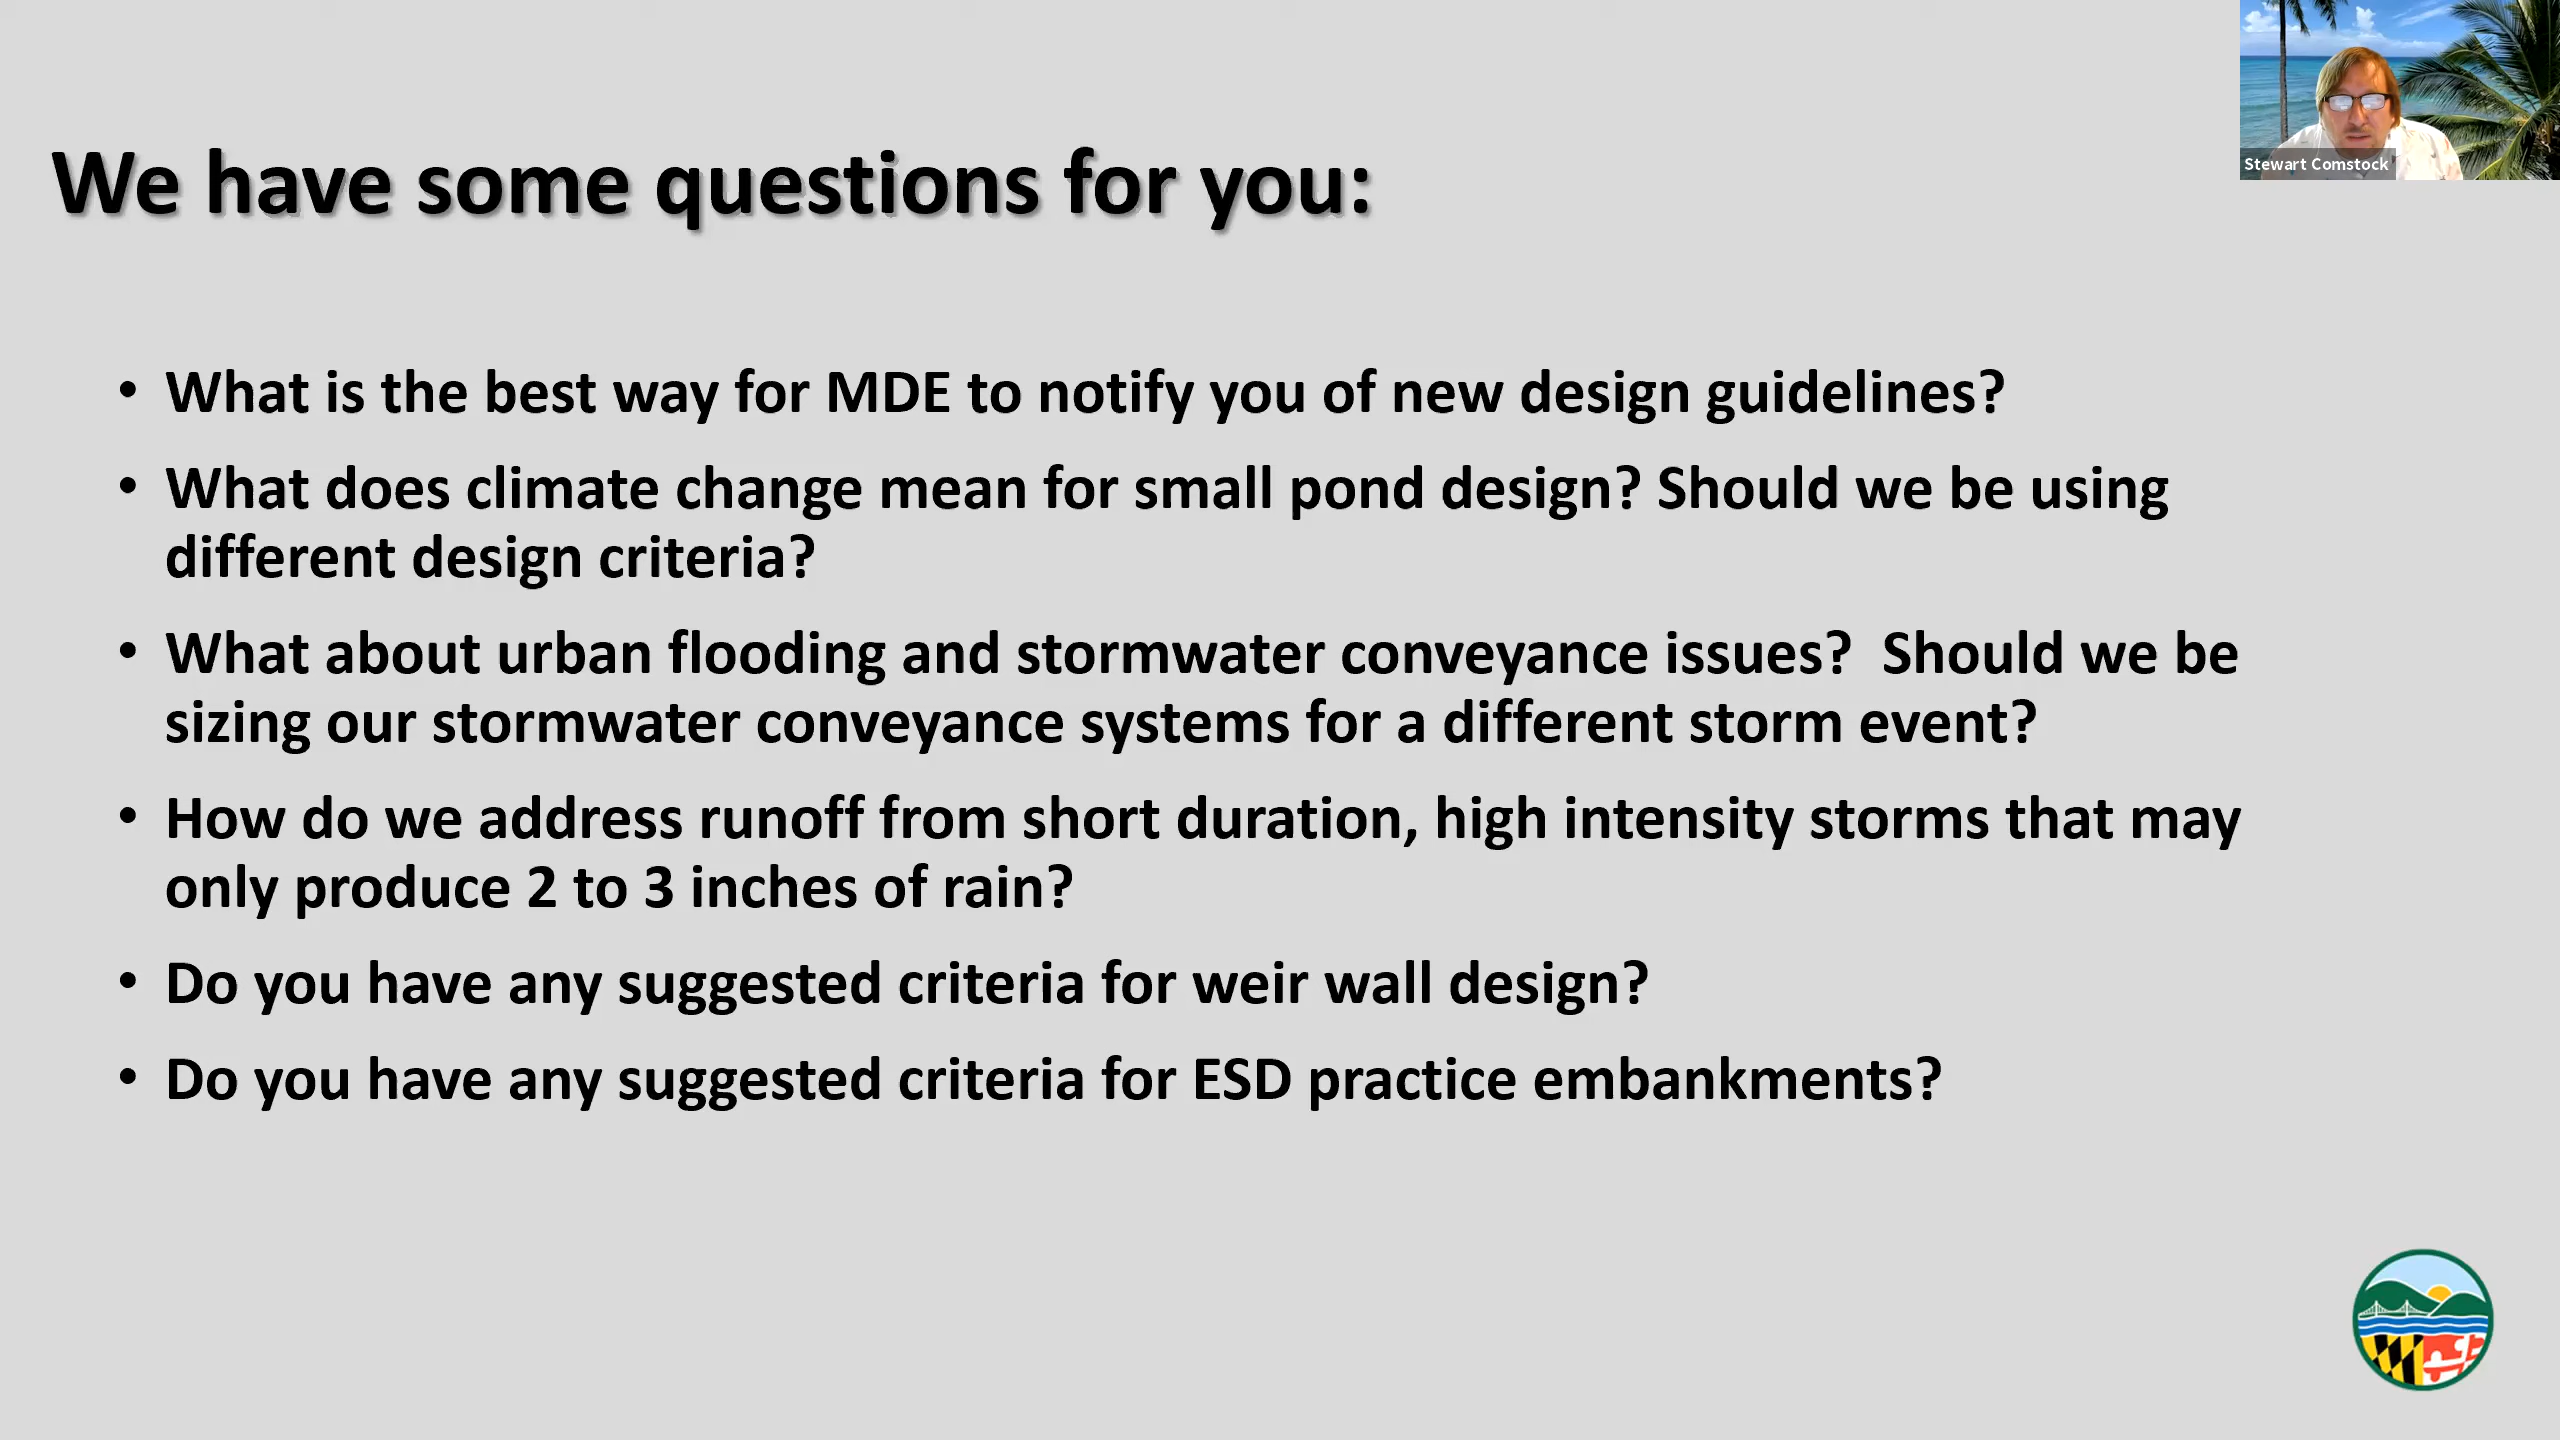 We have some questions for you:
Stewart Comstock
• What is the best way for MDE to notify you of new design guidelines?
• What does climate change mean for small pond design? Should we be using
different design criteria?
• What about urban flooding and stormwater conveyance issues?  Should we be
sizing our stormwater conveyance systems for a different storm event?
• How do we address runoff from short duration, high intensity storms that may
only produce 2 to 3 inches of rain?
• Do you have any suggested criteria for weir wall design?
• Do you have any suggested criteria for ESD practice embankments?